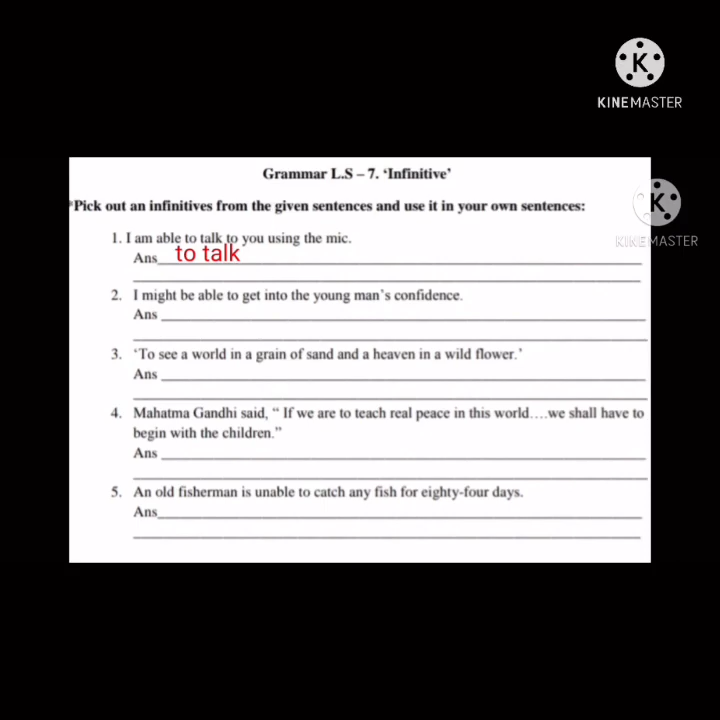 K
KINEMASTER
Grammar L.S – 7. ‘Infinitive’
*Pick out an infinitives from the given sentences and use it in your own sentences:
K
KINEMASTER
1. I am able to talk to you using the mic.
Ans to talk
2. I might be able to get into the young man’s confidence.
Ans
3. ‘To see a world in a grain of sand and a heaven in a wild flower.’
Ans
4. Mahatma Gandhi said, “ If we are to teach real peace in this world….we shall have to
begin with the children.”
Ans
5. An old fisherman is unable to catch any fish for eighty-four days.
Ans